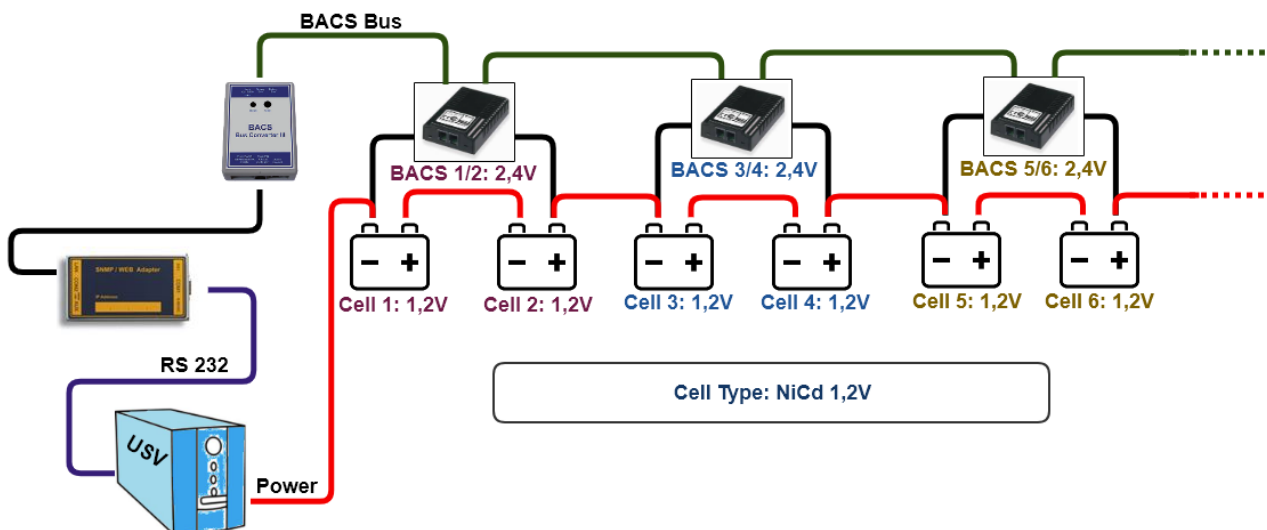 BACS Bus
BACS
Bus Converter III
BACS 1/2: 2,4V
BACS 3/4: 2,4V
BACS 5/6: 2,4V
- +
- +
- +
- +
- +
- +
Cell 1: 1,2V
Cell 2: 1,2V
Cell 3: 1,2V
Cell 4: 1,2V
Cell 5: 1,2V
Cell 6: 1,2V
SNMP / WEB Adapter
IP Address
RS 232
Cell Type: NiCd 1,2V
USV
Power